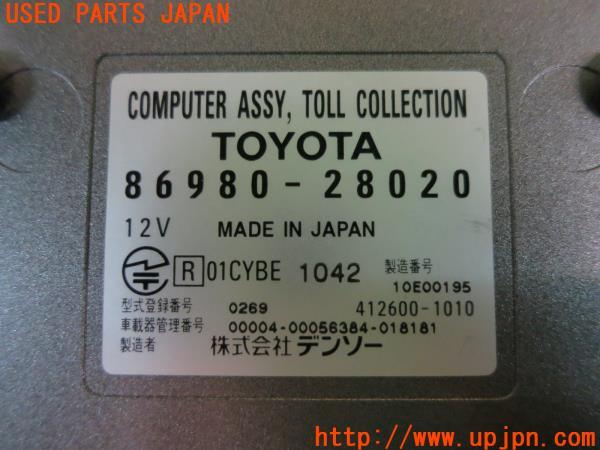 USED PARTS JAPAN
COMPUTER ASSY, TOLL COLLECTION
TOYOTA
86980-28020
12V MADE IN JAPAN
R 01CYBE 1042 製造番号
10E00195
型式登録番号 0269 412600-1010
車載器管理番号 00004-00056384-018181
製造者 株式会社 デンソー
http://www.upjpn.com/